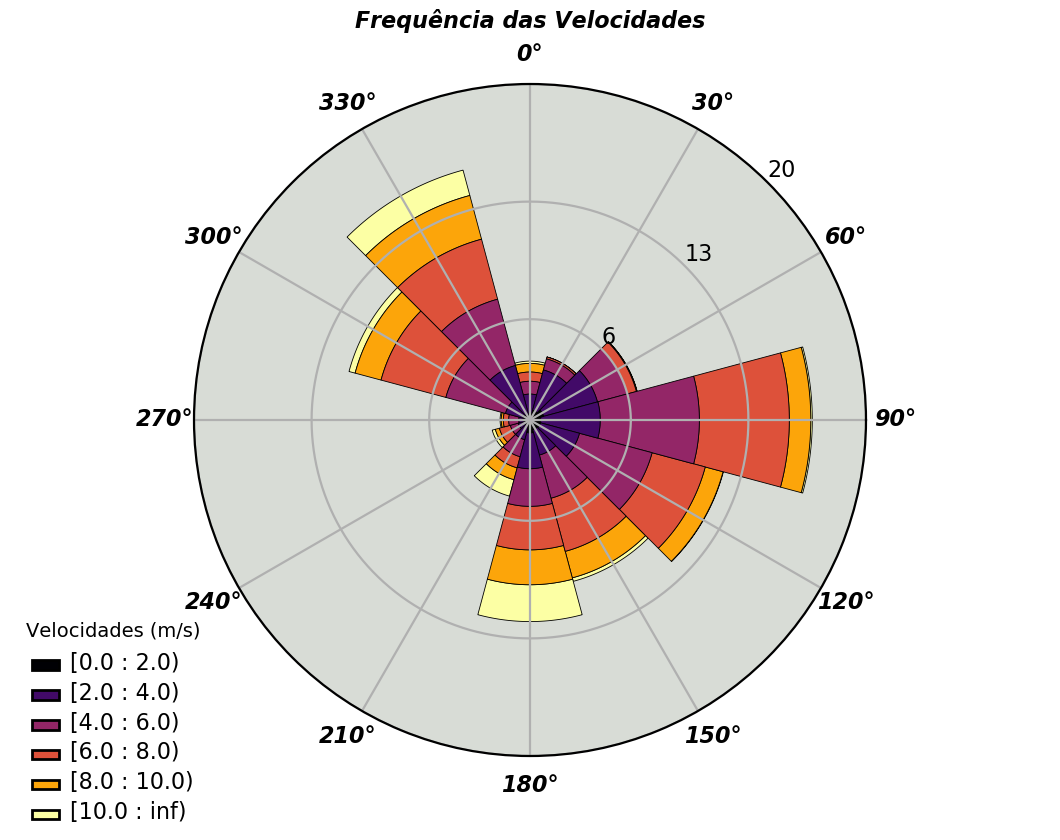 Frequência das Velocidades
0°
330°
30°
20
300°
60°
13
6
270°
90°
240°
120°
210°
150°
180°
Velocidades (m/s)
[0.0 : 2.0)
[2.0 : 4.0)
[4.0 : 6.0)
[6.0 : 8.0)
[8.0 : 10.0)
[10.0 : inf)